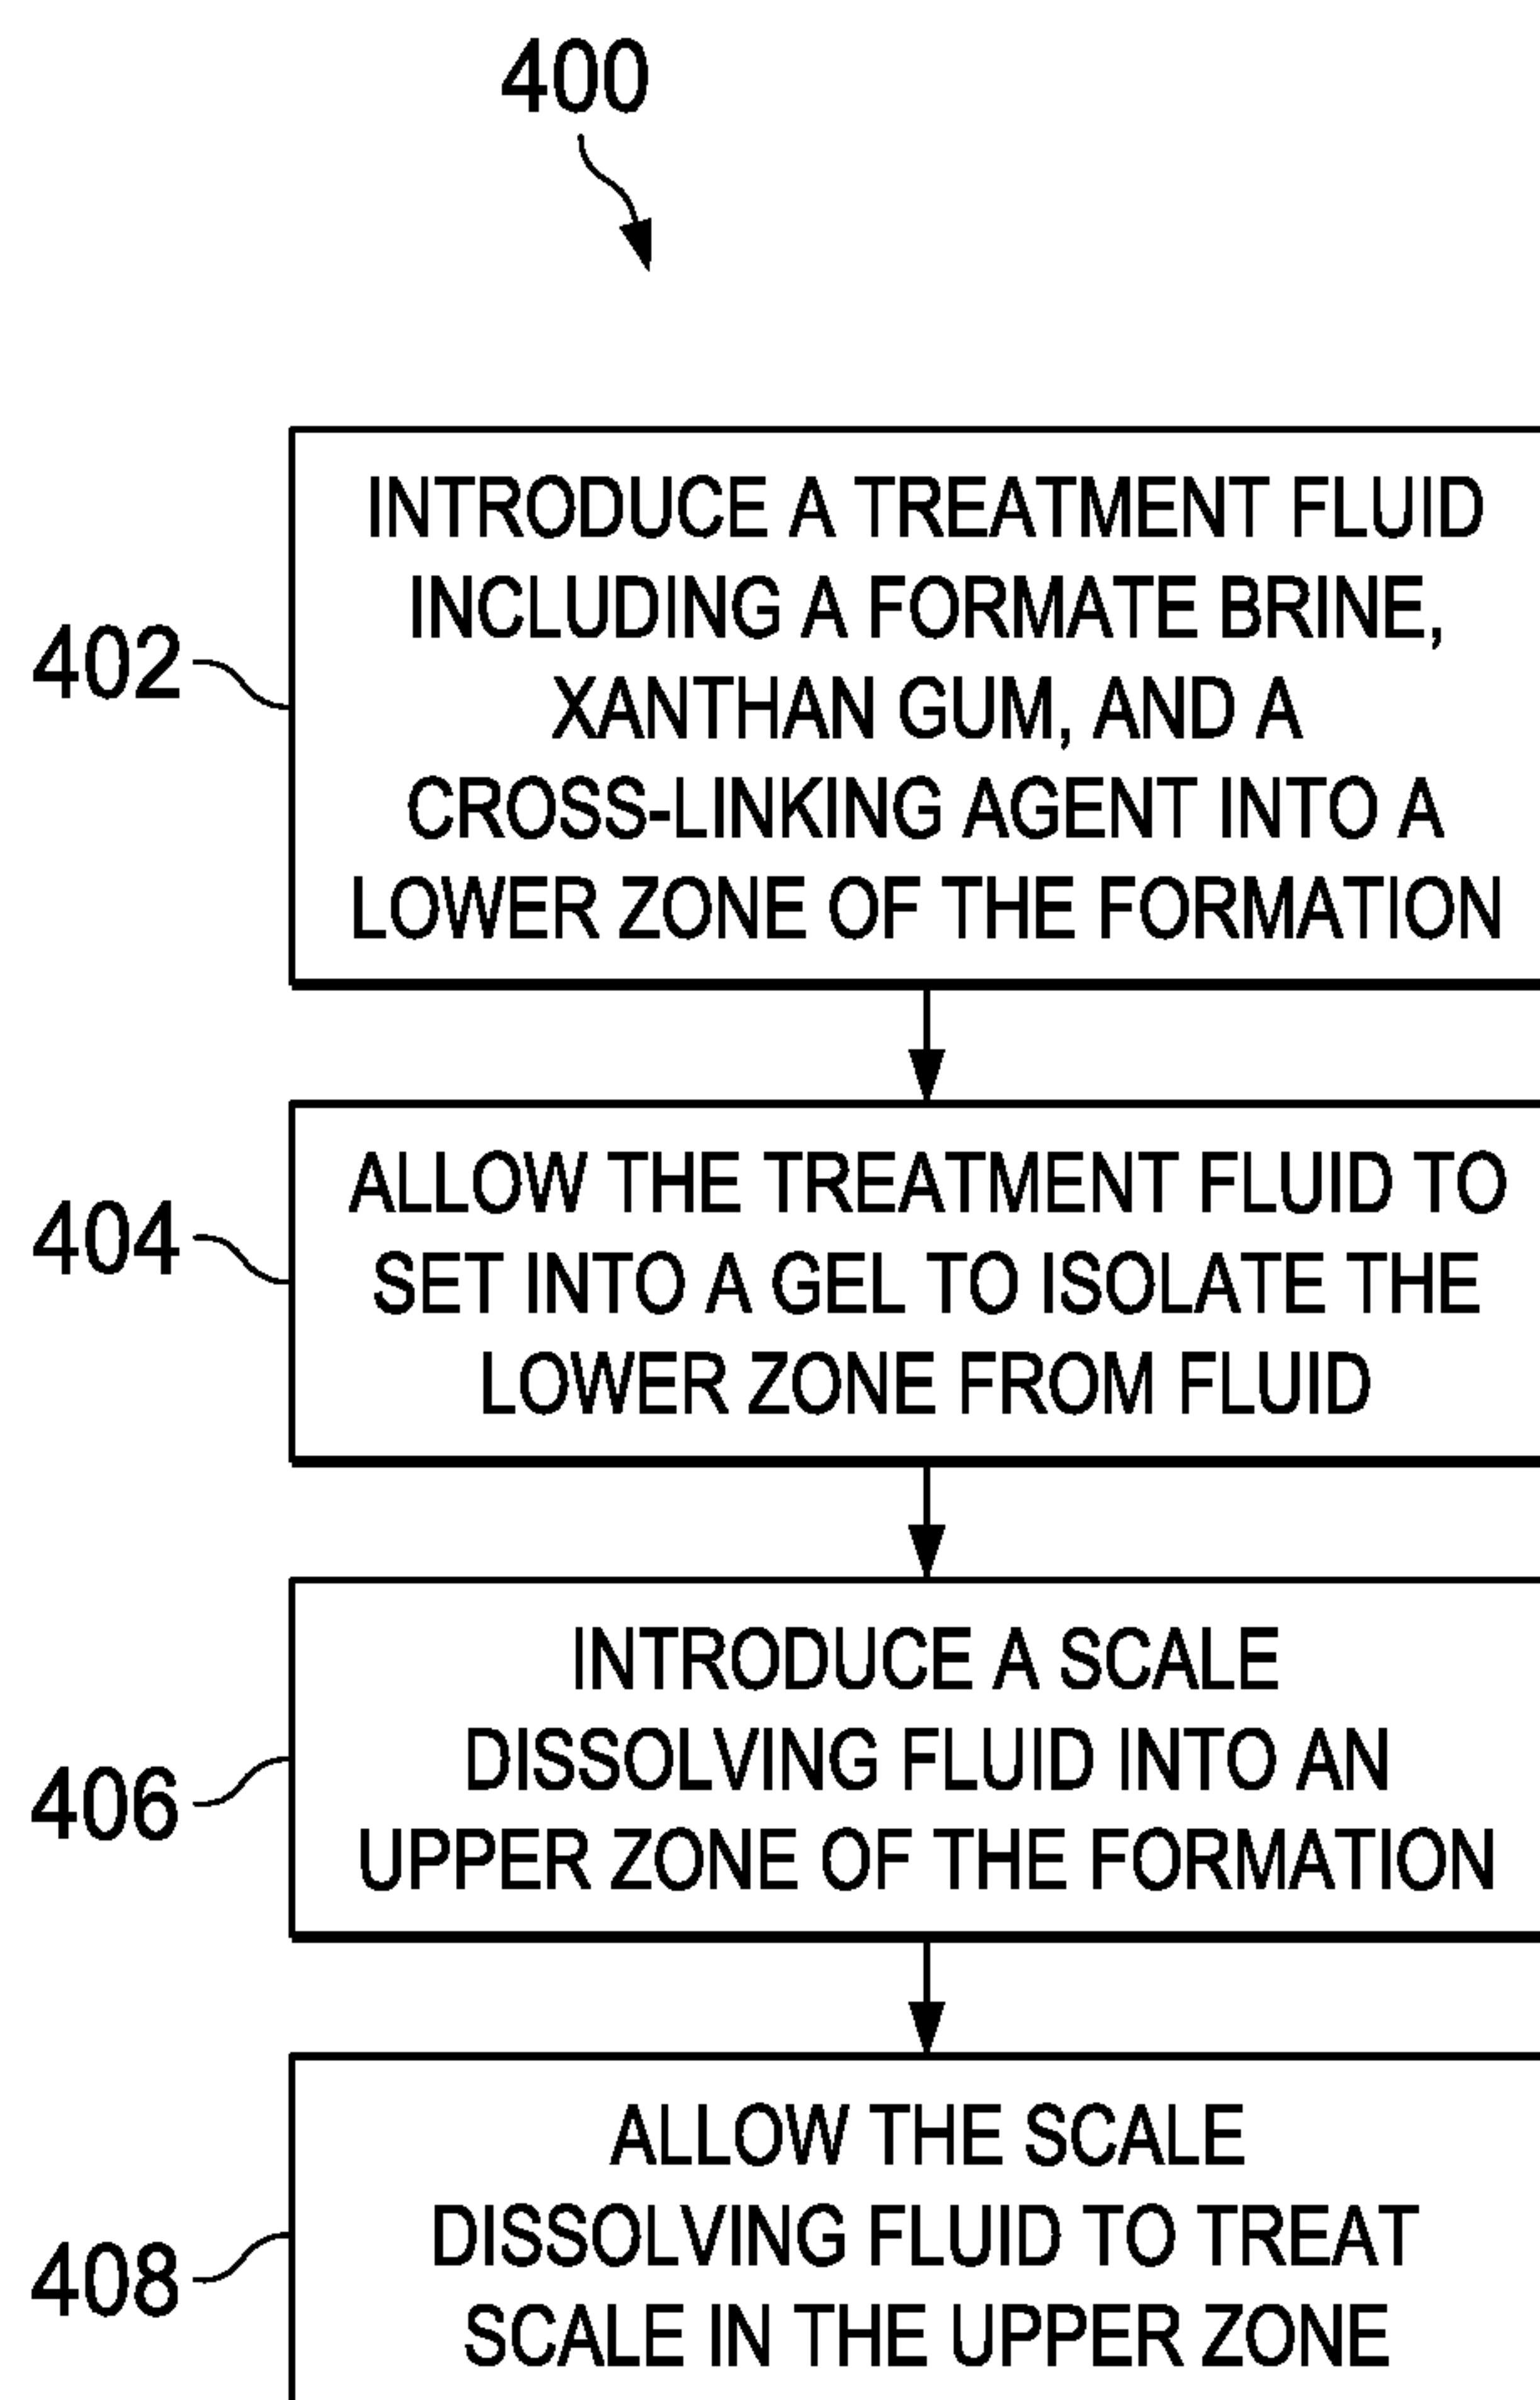 400
402
INTRODUCE A TREATMENT FLUID
INCLUDING A FORMATE BRINE,
XANTHAN GUM, AND A
CROSS-LINKING AGENT INTO A
LOWER ZONE OF THE FORMATION
404
ALLOW THE TREATMENT FLUID TO
SET INTO A GEL TO ISOLATE THE
LOWER ZONE FROM FLUID
406
INTRODUCE A SCALE
DISSOLVING FLUID INTO AN
UPPER ZONE OF THE FORMATION
408
ALLOW THE SCALE
DISSOLVING FLUID TO TREAT
SCALE IN THE UPPER ZONE